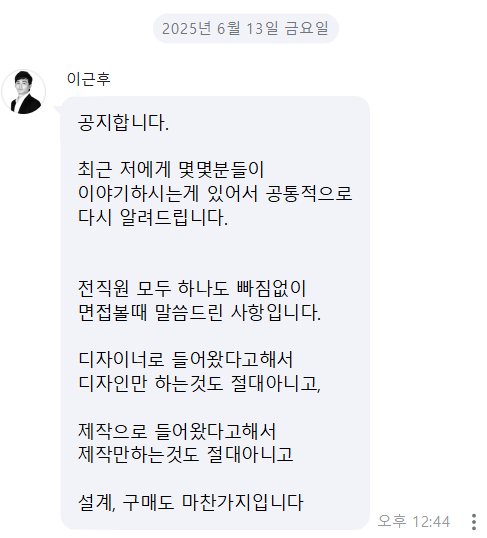 2025년 6월 13일 금요일
이근후
공지합니다.
최근 저에게 몇몇분들이
이야기하시는게 있어서 공통적으로
다시 알려드립니다.
전직원 모두 하나도 빠짐없이
면접볼때 말씀드린 사항입니다.
디자이너로 들어왔다고해서
디자인만 하는것도 절대아니고,
제작으로 들어왔다고해서
제작만하는것도 절대아니고
설계, 구매도 마찬가지입니다
오후 12:44